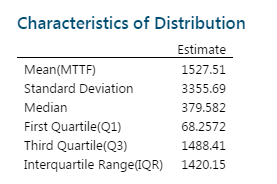 Characteristics of Distribution
Estimate
Mean(MTTF) 1527.51
Standard Deviation 3355.69
Median 379.582
First Quartile(Q1) 68.2572
Third Quartile(Q3) 1488.41
Interquartile Range(IQR) 1420.15